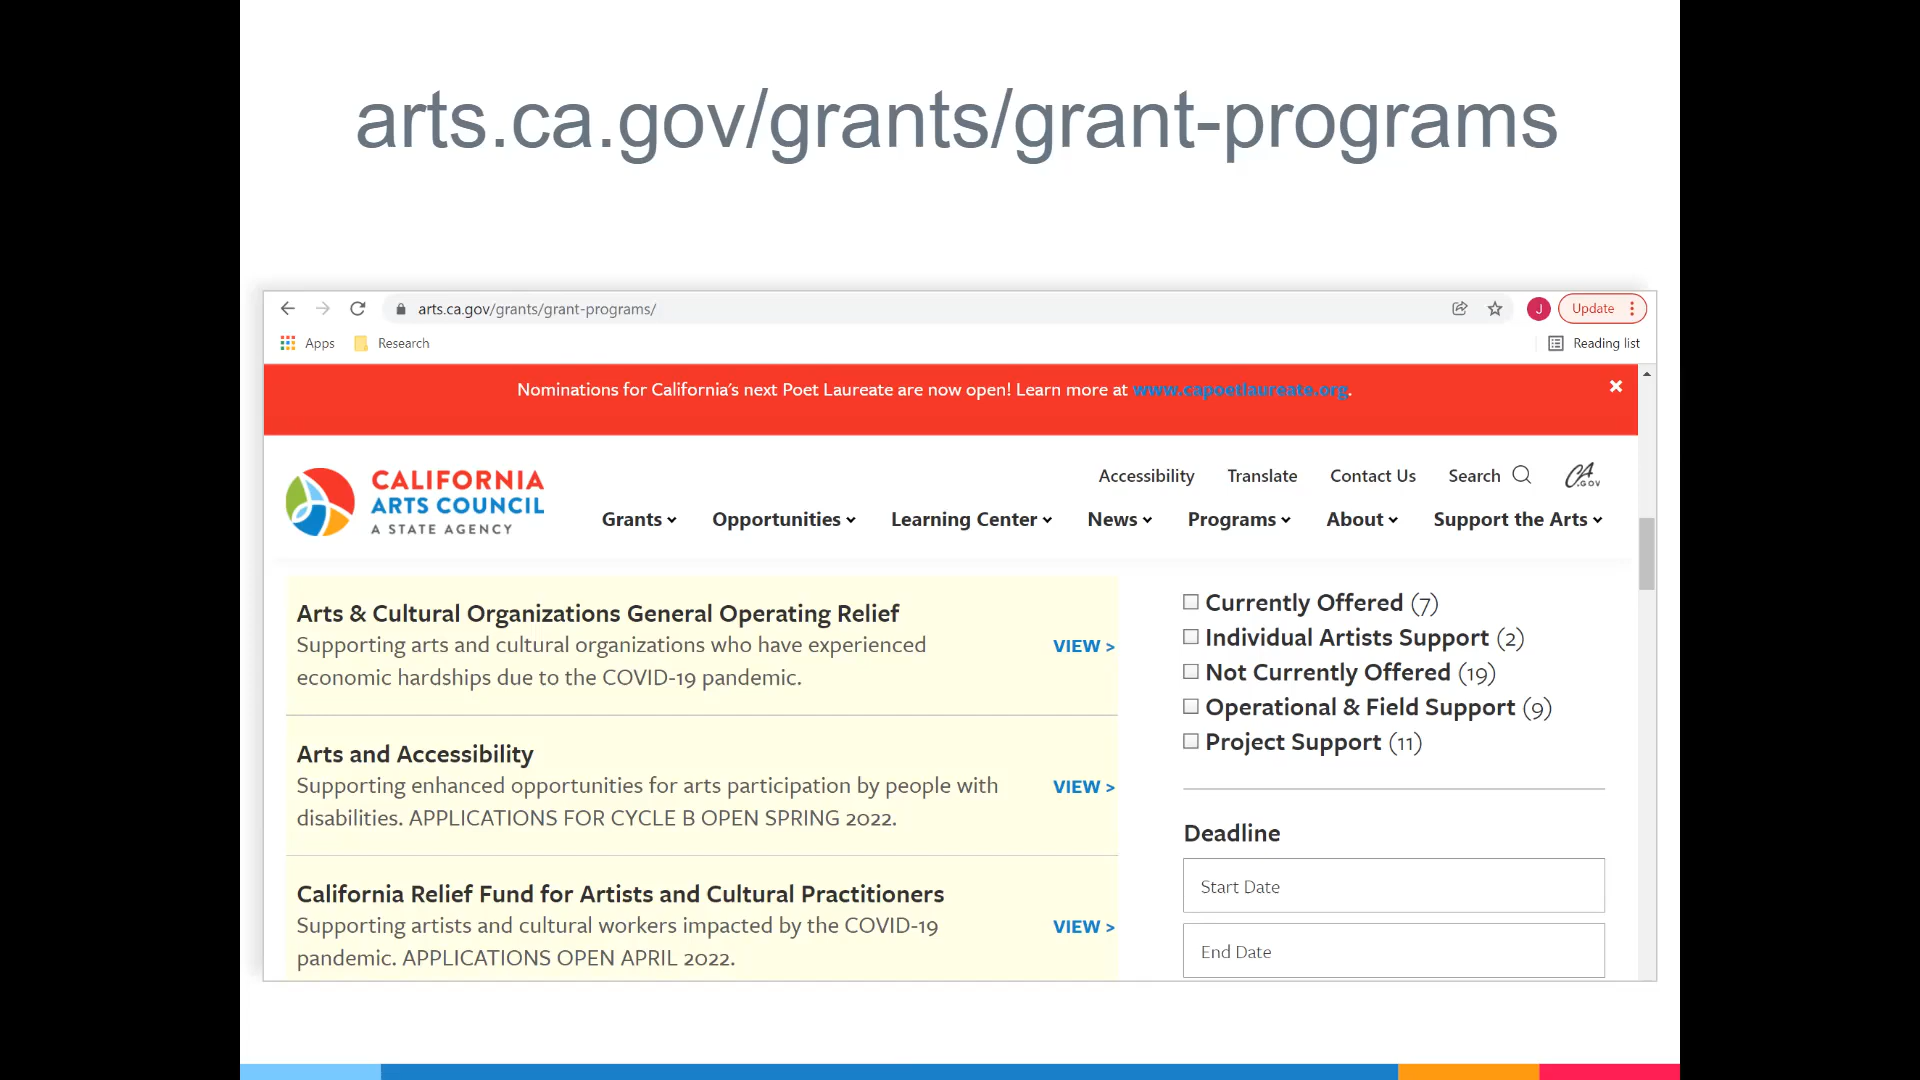 arts.ca.gov/grants/grant-programs
arts.ca.gov/grants/grant-programs/
J
Update
Apps
Research
Reading list
Nominations for California's next Poet Laureate are now open! Learn more at www.capoetlaureate.org.
CALIFORNIA
ARTS COUNCIL
A STATE AGENCY
Accessibility
Translate
Contact Us
Search
CA.GOV
Grants
Opportunities
Learning Center
News
Programs
About
Support the Arts
Arts & Cultural Organizations General Operating Relief
Supporting arts and cultural organizations who have experienced
economic hardships due to the COVID-19 pandemic.
VIEW >
Arts and Accessibility
Supporting enhanced opportunities for arts participation by people with
disabilities. APPLICATIONS FOR CYCLE B OPEN SPRING 2022.
VIEW >
California Relief Fund for Artists and Cultural Practitioners
Supporting artists and cultural workers impacted by the COVID-19
pandemic. APPLICATIONS OPEN APRIL 2022.
VIEW >
Currently Offered (7)
Individual Artists Support (2)
Not Currently Offered (19)
Operational & Field Support (9)
Project Support (11)
Deadline
Start Date
End Date